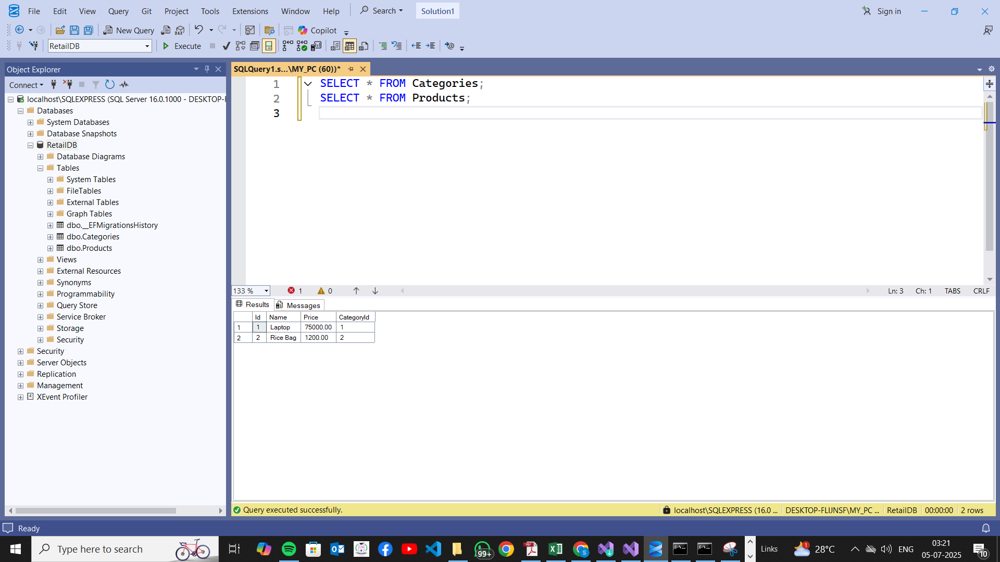 File Edit View Query Git Project Tools Extensions Window Help Search Solution1 Sign in
New Query DAX Copilot
RetailDB Execute
Object Explorer
Connect
localhost\SQLEXPRESS (SQL Server 16.0.1000 - DESKTOP-F
Databases
System Databases
Database Snapshots
RetailDB
Database Diagrams
Tables
System Tables
FileTables
External Tables
Graph Tables
dbo.__EFMigrationsHistory
dbo.Categories
dbo.Products
Views
External Resources
Synonyms
Programmability
Query Store
Service Broker
Storage
Security
Security
Server Objects
Replication
Management
XEvent Profiler
SQLQuery1.s...\MY_PC (60))*
1 SELECT * FROM Categories;
2 SELECT * FROM Products;
3
133 % 1 0 Ln: 3 Ch: 1 TABS CRLF
Results Messages
Id Name Price CategoryId
1 1 Laptop 75000.00 1
2 2 Rice Bag 1200.00 2
Query executed successfully. localhost\SQLEXPRESS (16.0 ... DESKTOP-FLIJNSF\MY_PC ... RetailDB 00:00:00 2 rows
Ready
Type here to search 99+ PDF Links 1 28°C ENG 03:21
05-07-2025 10